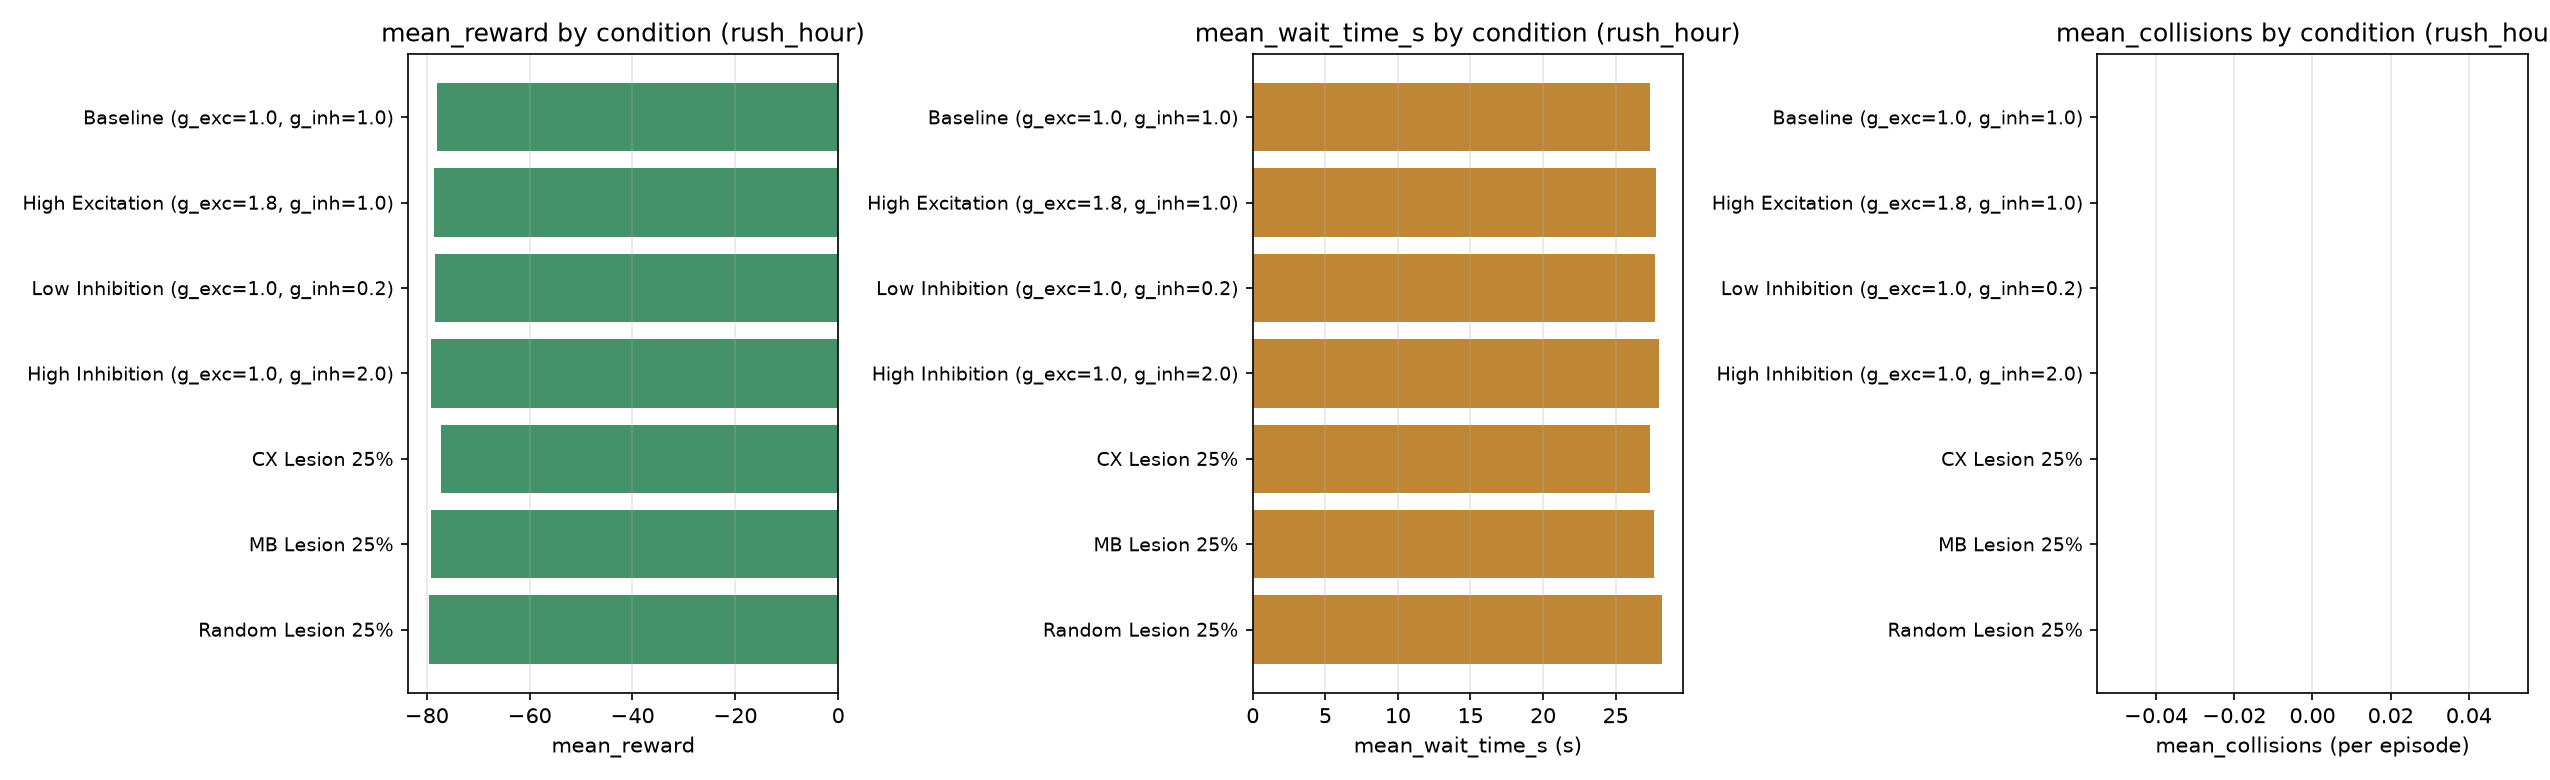 mean_reward by condition (rush_hour)
Baseline (g_exc=1.0, g_inh=1.0)
High Excitation (g_exc=1.8, g_inh=1.0)
Low Inhibition (g_exc=1.0, g_inh=0.2)
High Inhibition (g_exc=1.0, g_inh=2.0)
CX Lesion 25%
MB Lesion 25%
Random Lesion 25%
−80 −60 −40 −20 0
mean_reward
mean_wait_time_s by condition (rush_hour)
Baseline (g_exc=1.0, g_inh=1.0)
High Excitation (g_exc=1.8, g_inh=1.0)
Low Inhibition (g_exc=1.0, g_inh=0.2)
High Inhibition (g_exc=1.0, g_inh=2.0)
CX Lesion 25%
MB Lesion 25%
Random Lesion 25%
0 5 10 15 20 25
mean_wait_time_s (s)
mean_collisions by condition (rush_hou
Baseline (g_exc=1.0, g_inh=1.0)
High Excitation (g_exc=1.8, g_inh=1.0)
Low Inhibition (g_exc=1.0, g_inh=0.2)
High Inhibition (g_exc=1.0, g_inh=2.0)
CX Lesion 25%
MB Lesion 25%
Random Lesion 25%
−0.04 −0.02 0.00 0.02 0.04
mean_collisions (per episode)